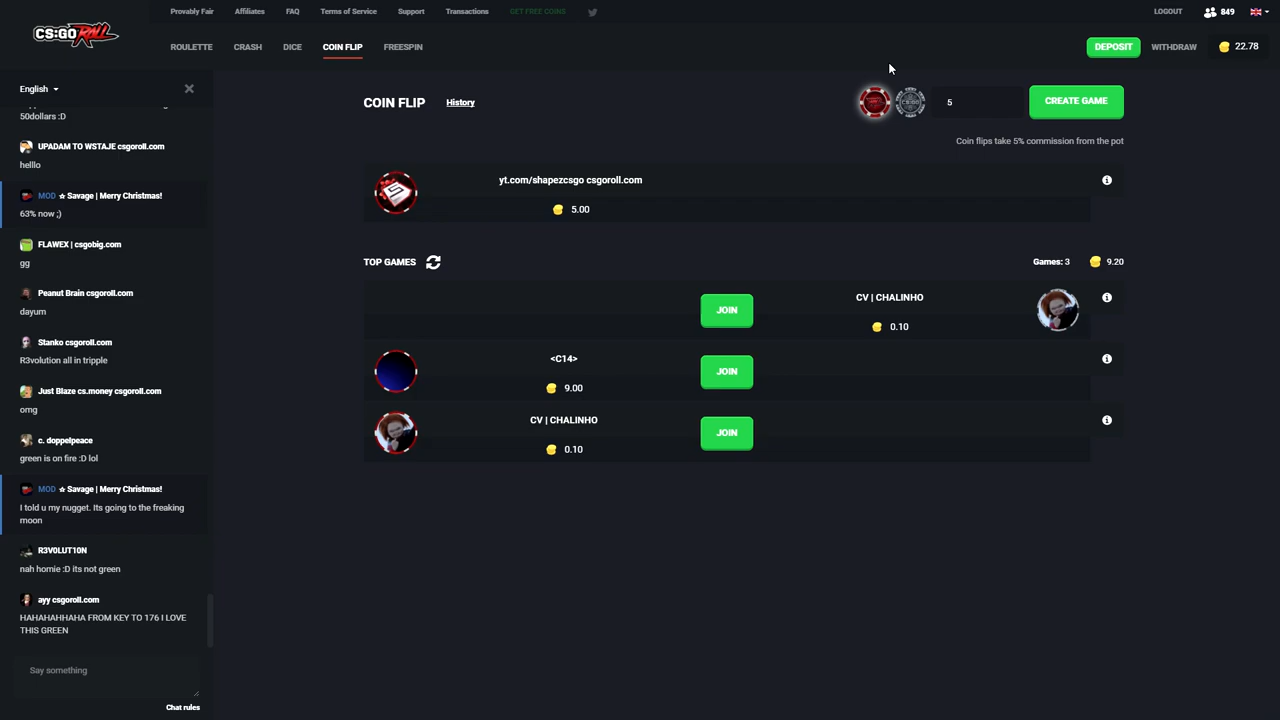 Provably Fair
Affiliates
FAQ
Terms of Service
Support
Transactions
GET FREE COINS
LOGOUT
849
CS:GO ROLL
ROULETTE
CRASH
DICE
COIN FLIP
FREESPIN
DEPOSIT
WITHDRAW
22.78
English
50dollars :D
UPADAM TO WSTAJE csgoroll.com
helllo
MOD ☆ Savage | Merry Christmas!
63% now ;)
FLAWEX | csgobig.com
gg
Peanut Brain csgoroll.com
dayum
Stanko csgoroll.com
R3volution all in tripple
Just Blaze cs.money csgoroll.com
omg
c. doppelpeace
green is on fire :D lol
MOD ☆ Savage | Merry Christmas!
I told u my nugget. Its going to the freaking
moon
R3V0LUT10N
nah homie :D its not green
ayy csgoroll.com
HAHAHAHHAHA FROM KEY TO 176 I LOVE
THIS GREEN
Say something
Chat rules
COIN FLIP
History
5
CREATE GAME
Coin flips take 5% commission from the pot
yt.com/shapezcsgo csgoroll.com
5.00
TOP GAMES
Games: 3
9.20
JOIN
CV | CHALINHO
0.10
<C14>
9.00
JOIN
CV | CHALINHO
0.10
JOIN